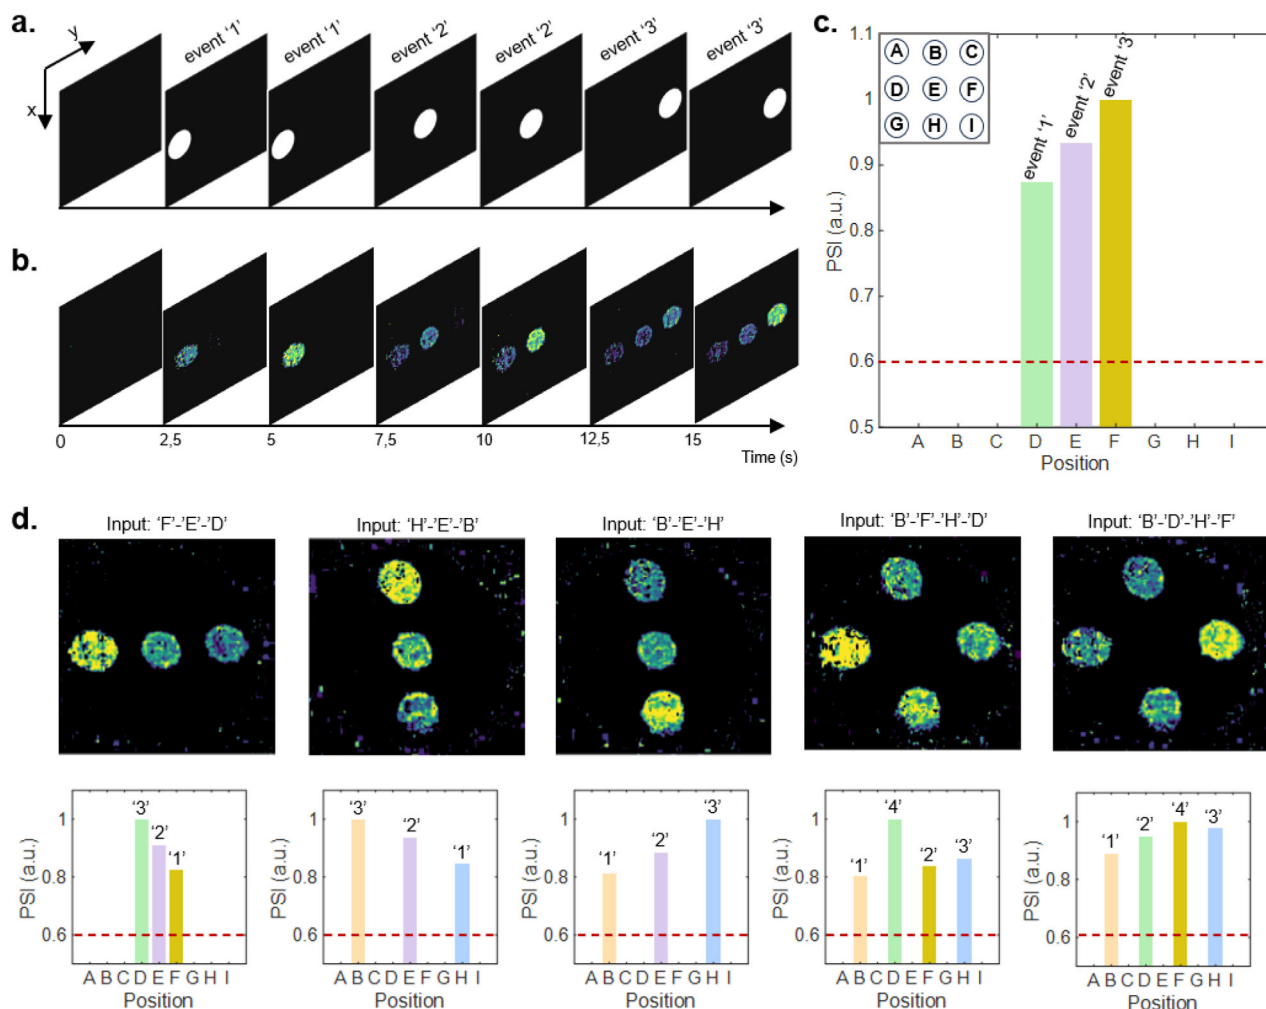 a.
y
x
event ‘1’
event ‘1’
event ‘2’
event ‘2’
event ‘3’
event ‘3’
b.
0
2,5
5
7,5
10
12,5
15
Time (s)
c.
A B C
D E F
G H I
event ‘1’
event ‘2’
event ‘3’
PSI (a.u.)
1.1
1
0.9
0.8
0.7
0.6
0.5
A B C D E F G H I
Position
d.
Input: ‘F’-’E’-’D’
Input: ‘H’-’E’-’B’
Input: ‘B’-’E’-’H’
Input: ‘B’-’F’-’H’-’D’
Input: ‘B’-’D’-’H’-’F’
PSI (a.u.)
1
0.8
0.6
‘3’
‘2’
‘1’
A B C D E F G H I
Position
PSI (a.u.)
1
0.8
0.6
‘3’
‘2’
‘1’
A B C D E F G H I
Position
PSI (a.u.)
1
0.8
0.6
‘1’
‘2’
‘3’
A B C D E F G H I
Position
PSI (a.u.)
1
0.8
0.6
‘1’
‘4’
‘2’
‘3’
A B C D E F G H I
Position
PSI (a.u.)
1
0.8
0.6
‘1’
‘2’
‘4’
‘3’
A B C D E F G H I
Position